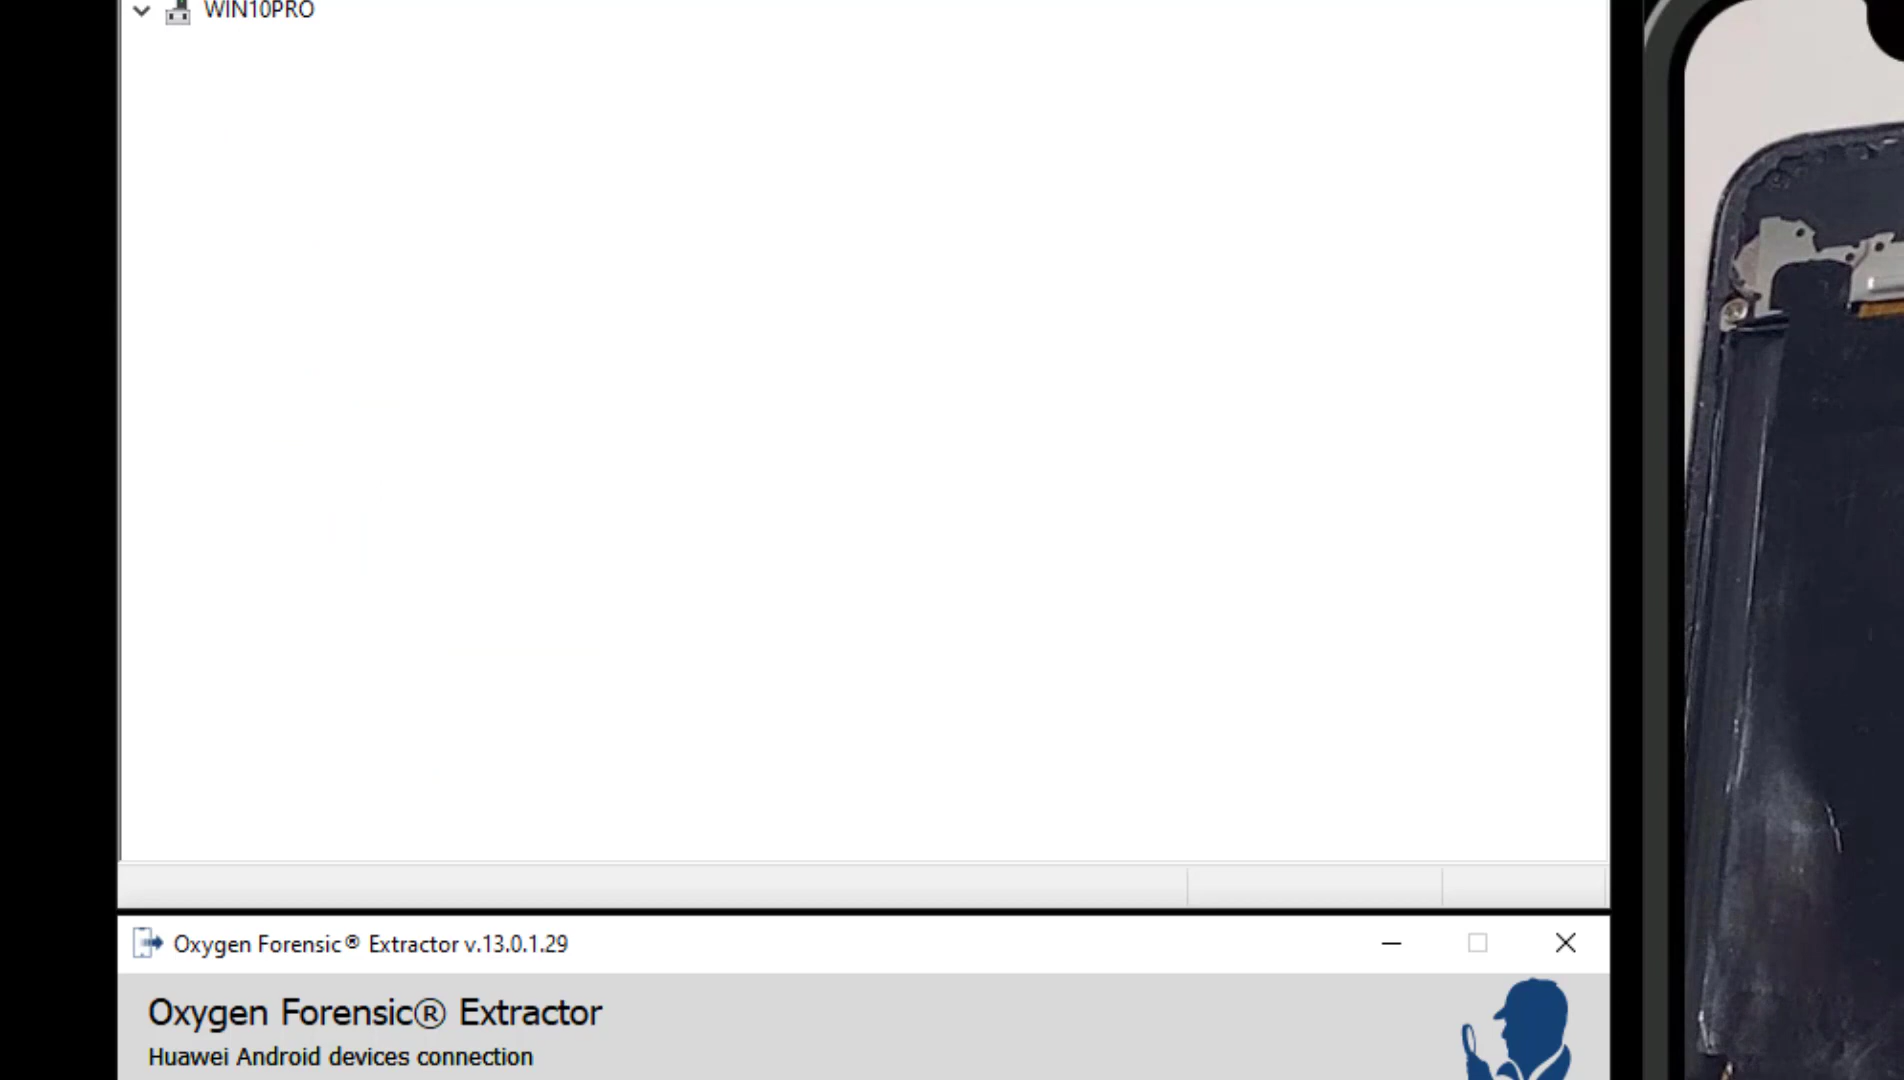 WIN10PRO
Oxygen Forensic® Extractor v.13.0.1.29
Oxygen Forensic® Extractor
Huawei Android devices connection